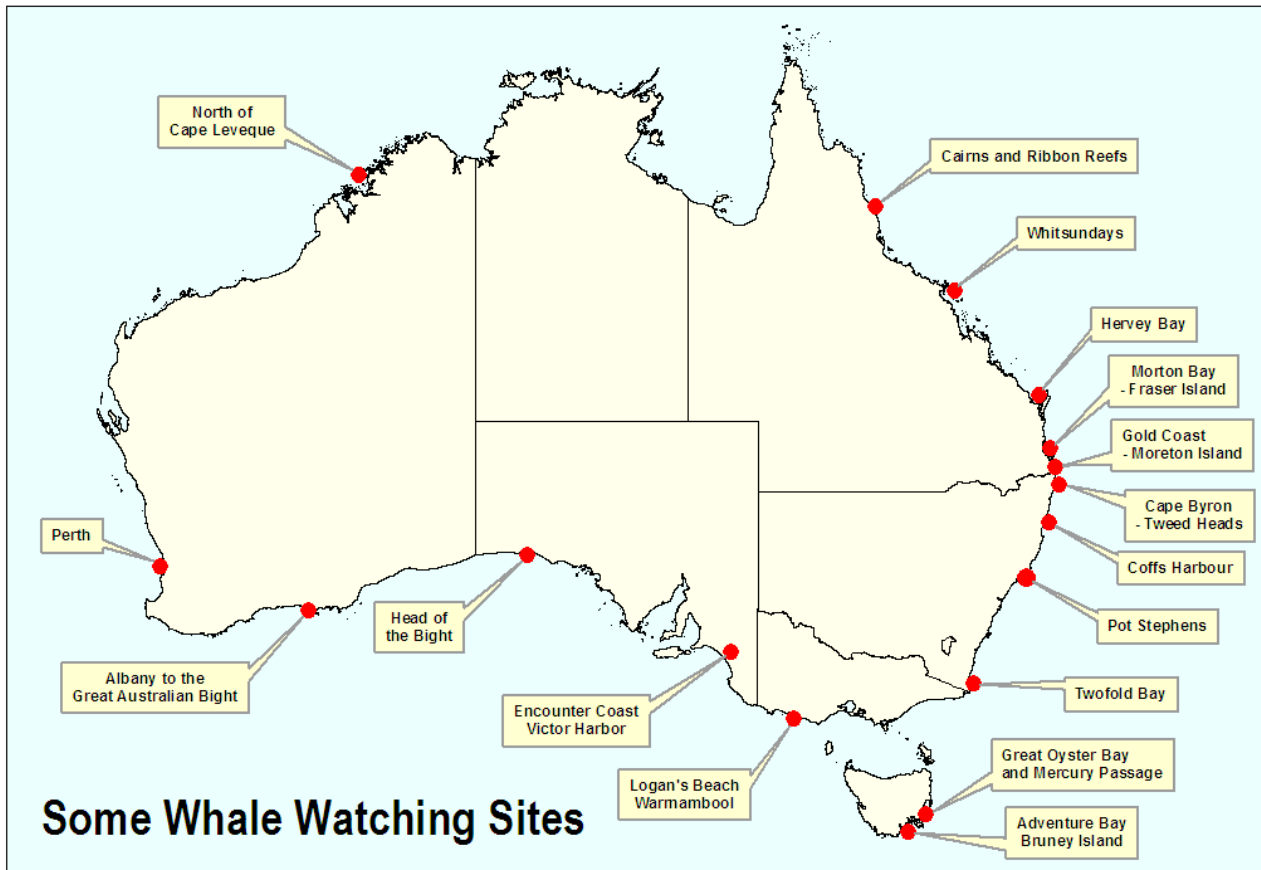 North of
Cape Leveque
Cairns and Ribbon Reefs
Whitsundays
Hervey Bay
Morton Bay
- Fraser Island
Gold Coast
- Moreton Island
Cape Byron
- Tweed Heads
Perth
Coffs Harbour
Head of
the Bight
Pot Stephens
Albany to the
Great Australian Bight
Twofold Bay
Encounter Coast
Victor Harbor
Logan's Beach
Warrnambool
Great Oyster Bay
and Mercury Passage
Adventure Bay
Bruney Island
Some Whale Watching Sites